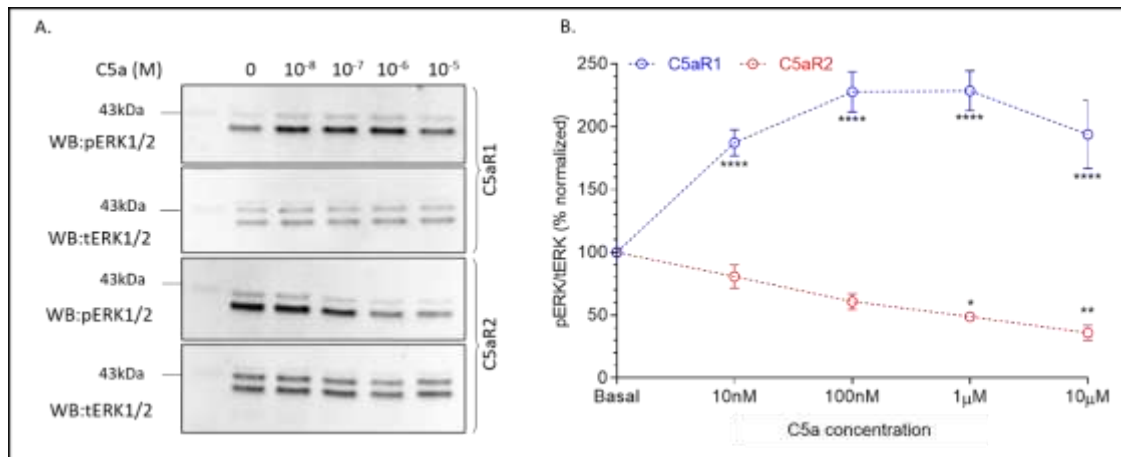 A.
C5a (M) 0 10⁻⁸ 10⁻⁷ 10⁻⁶ 10⁻⁵
43kDa
WB:pERK1/2
43kDa
WB:tERK1/2
C5aR1
43kDa
WB:pERK1/2
43kDa
WB:tERK1/2
C5aR2
B.
C5aR1 C5aR2
pERK/tERK (% normalized)
250
200
150
100
50
0
****
****
****
****
*
**
Basal 10nM 100nM 1μM 10μM
C5a concentration